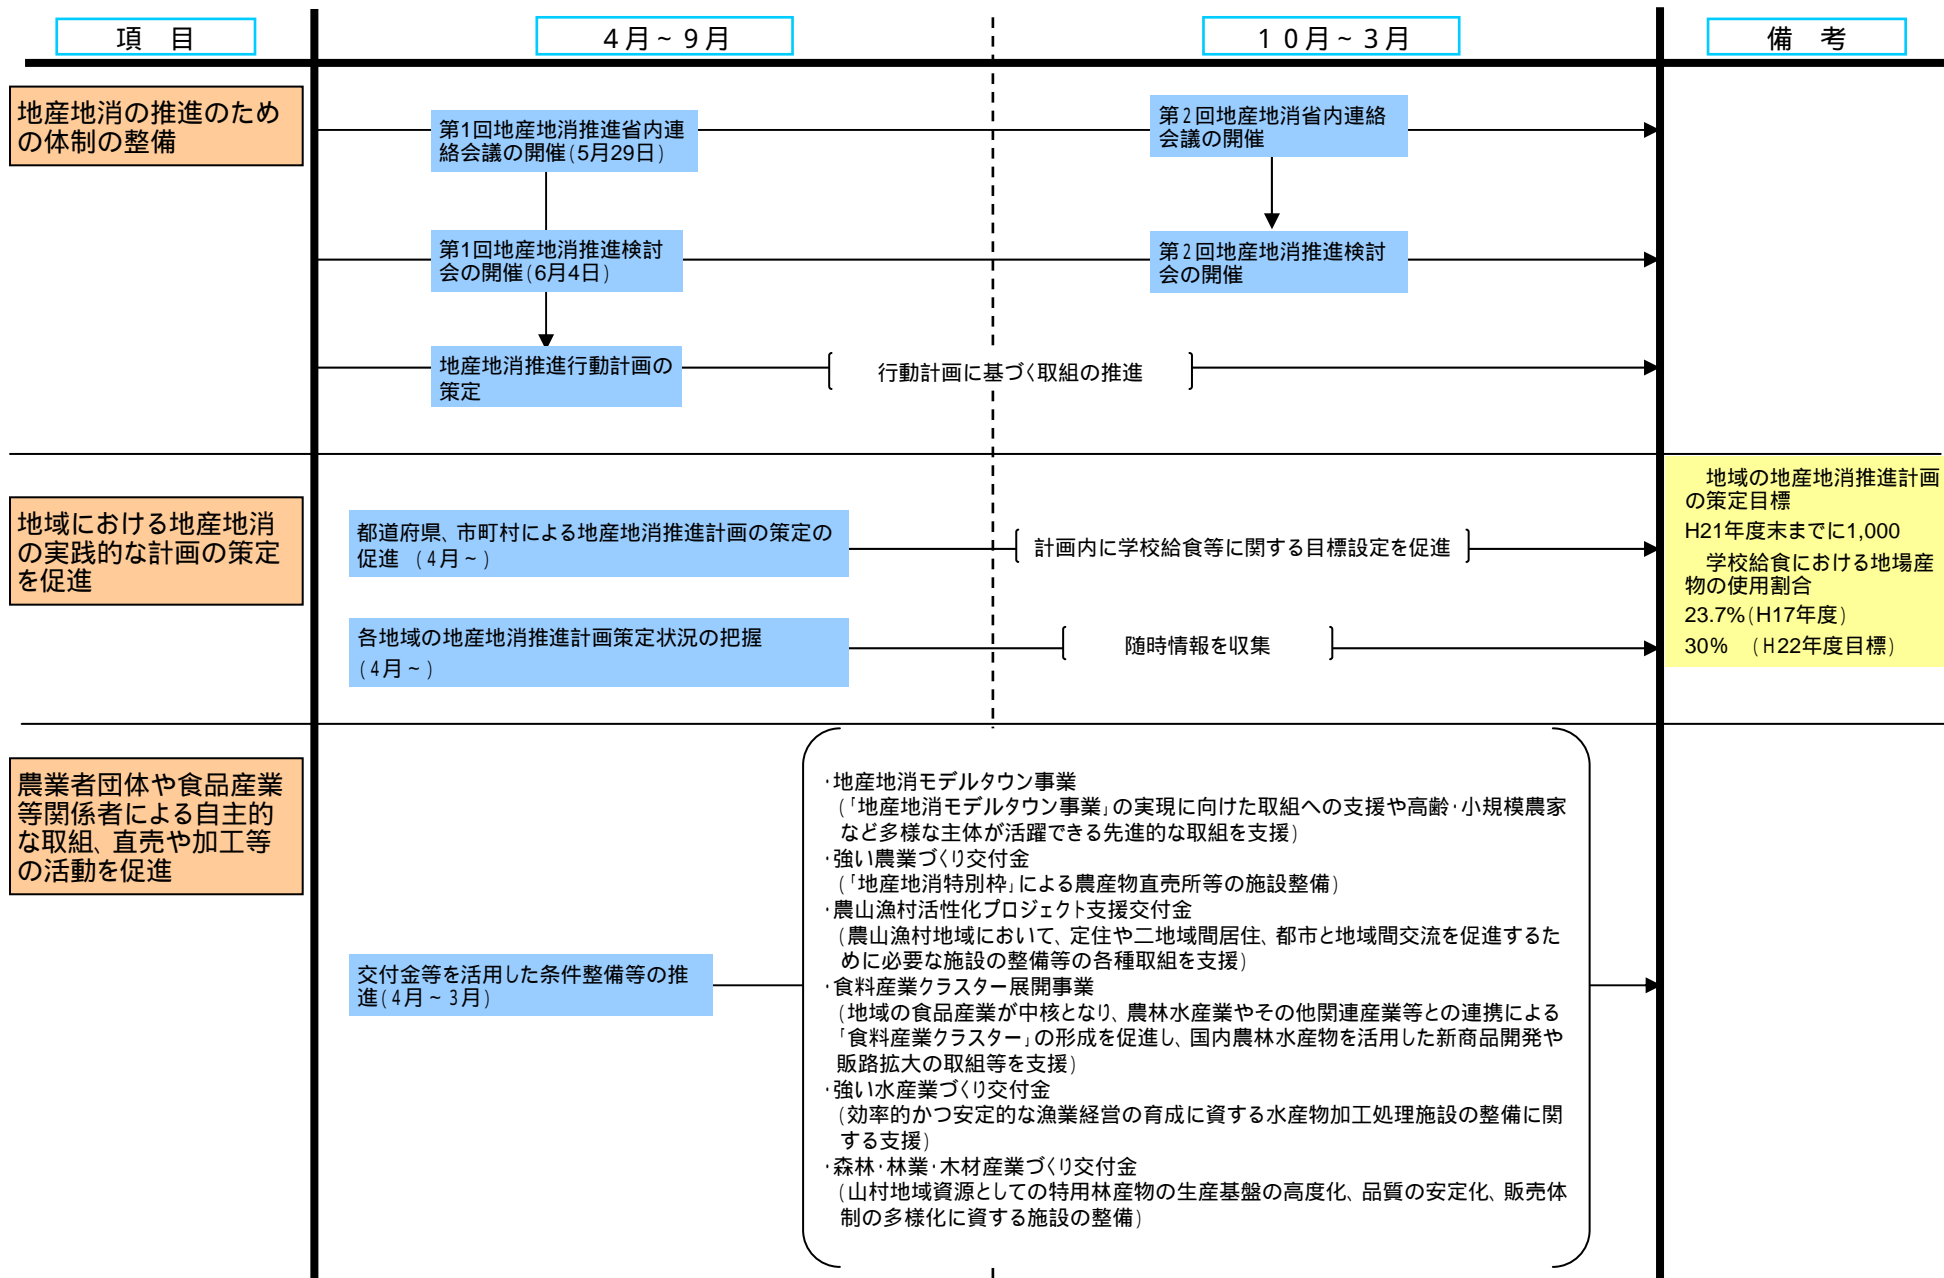 項　目
4月~9月
10月~3月
備　考
地産地消の推進のため
の体制の整備
第1回地産地消推進省内連
絡会議の開催(5月29日)
第2回地産地消省内連絡
会議の開催
第1回地産地消推進検討
会の開催(6月4日)
第2回地産地消推進検討
会の開催
地産地消推進行動計画の
策定
行動計画に基づく取組の推進
地域における地産地消
の実践的な計画の策定
を促進
都道府県、市町村による地産地消推進計画の策定の
促進 (4月~)
計画内に学校給食等に関する目標設定を促進
各地域の地産地消推進計画策定状況の把握
(4月~)
随時情報を収集
地域の地産地消推進計画
の策定目標
H21年度末までに1,000
学校給食における地場産
物の使用割合
23.7%(H17年度)
30%　(H22年度目標)
農業者団体や食品産業
等関係者による自主的
な取組、直売や加工等
の活動を促進
交付金等を活用した条件整備等の推
進(4月~3月)
・地産地消モデルタウン事業
(「地産地消モデルタウン事業」の実現に向けた取組への支援や高齢・小規模農家
など多様な主体が活躍できる先進的な取組を支援)
・強い農業づくり交付金
(「地産地消特別枠」による農産物直売所等の施設整備)
・農山漁村活性化プロジェクト支援交付金
(農山漁村地域において、定住や二地域間居住、都市と地域間交流を促進するた
めに必要な施設の整備等の各種取組を支援)
・食料産業クラスター展開事業
(地域の食品産業が中核となり、農林水産業やその他関連産業等との連携による
「食料産業クラスター」の形成を促進し、国内農林水産物を活用した新商品開発や
販路拡大の取組等を支援)
・強い水産業づくり交付金
(効率的かつ安定的な漁業経営の育成に資する水産物加工処理施設の整備に関
する支援)
・森林・林業・木材産業づくり交付金
(山村地域資源としての特用林産物の生産基盤の高度化、品質の安定化、販売体
制の多様化に資する施設の整備)